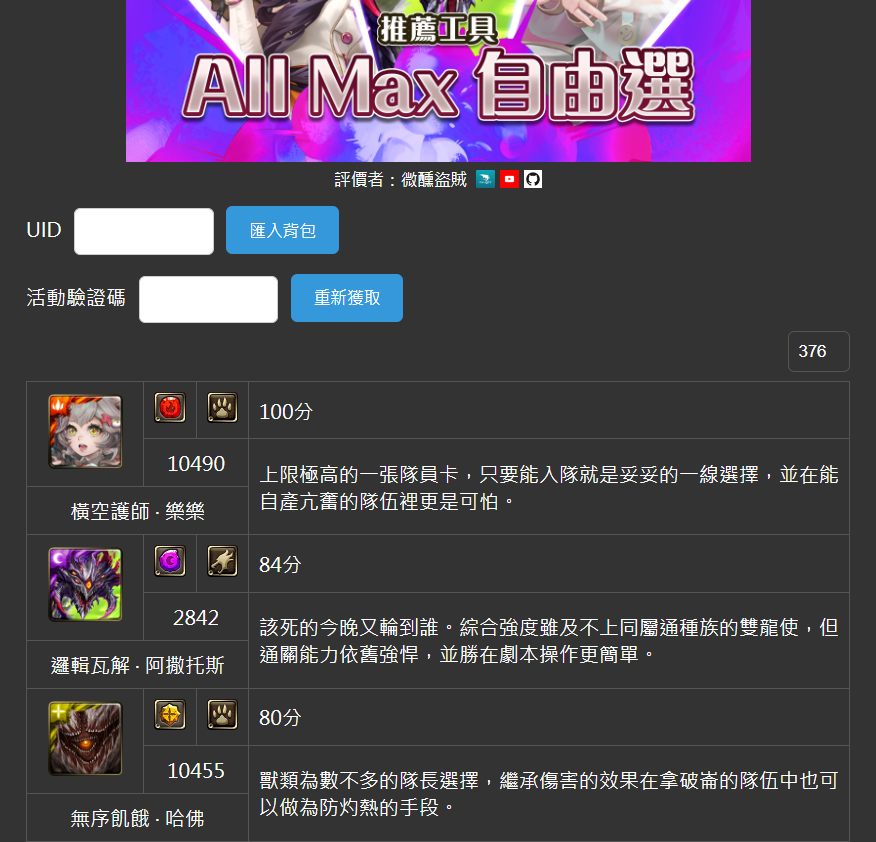 推薦工具
All Max 自由選
評價者：微醺盜賊
UID
匯入背包
活動驗證碼
重新獲取
376
100分
10490
上限極高的一張隊員卡，只要能入隊就是妥妥的一線選擇，並在能
自產亢奮的隊伍裡更是可怕。
橫空護師 · 樂樂
84分
2842
該死的今晚又輪到誰。綜合強度雖及不上同屬通種族的雙龍使，但
通關能力依舊強悍，並勝在劇本操作更簡單。
邏輯瓦解 · 阿撒托斯
80分
10455
獸類為數不多的隊長選擇，繼承傷害的效果在拿破崙的隊伍中也可
以做為防灼熱的手段。
無序飢餓 · 哈佛